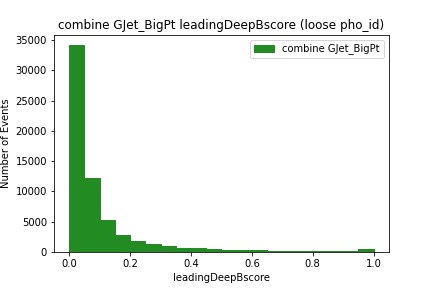 combine GJet_BigPt leadingDeepBscore (loose pho_id)
combine GJet_BigPt
35000
30000
25000
20000
15000
10000
5000
0
Number of Events
0.0 0.2 0.4 0.6 0.8 1.0
leadingDeepBscore